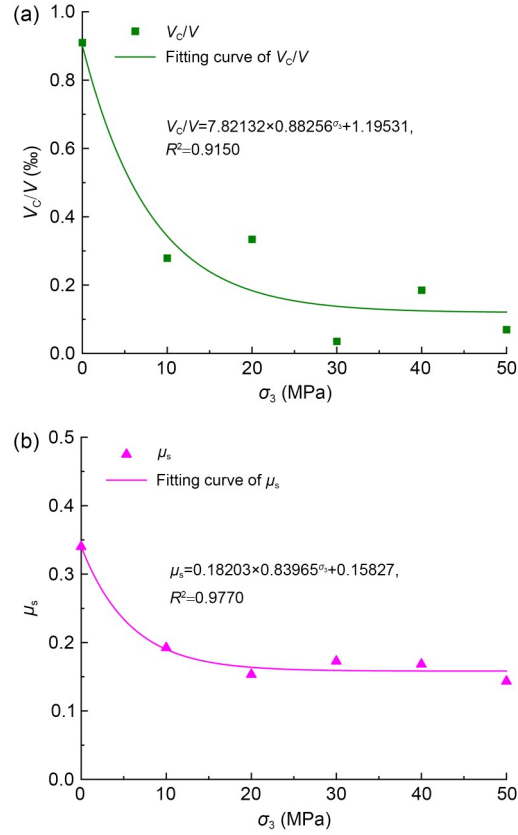 (a)
1.0
0.8
0.6
0.4
0.2
0.0
V_C/V (‰)
V_C/V
Fitting curve of V_C/V
V_C/V=7.82132×0.88256^σ₃+1.19531,
R²=0.9150
0 10 20 30 40 50
σ₃ (MPa)
(b)
0.5
0.4
0.3
0.2
0.1
0.0
μₛ
μₛ
Fitting curve of μₛ
μₛ=0.18203×0.83965^σ₃+0.15827,
R²=0.9770
0 10 20 30 40 50
σ₃ (MPa)